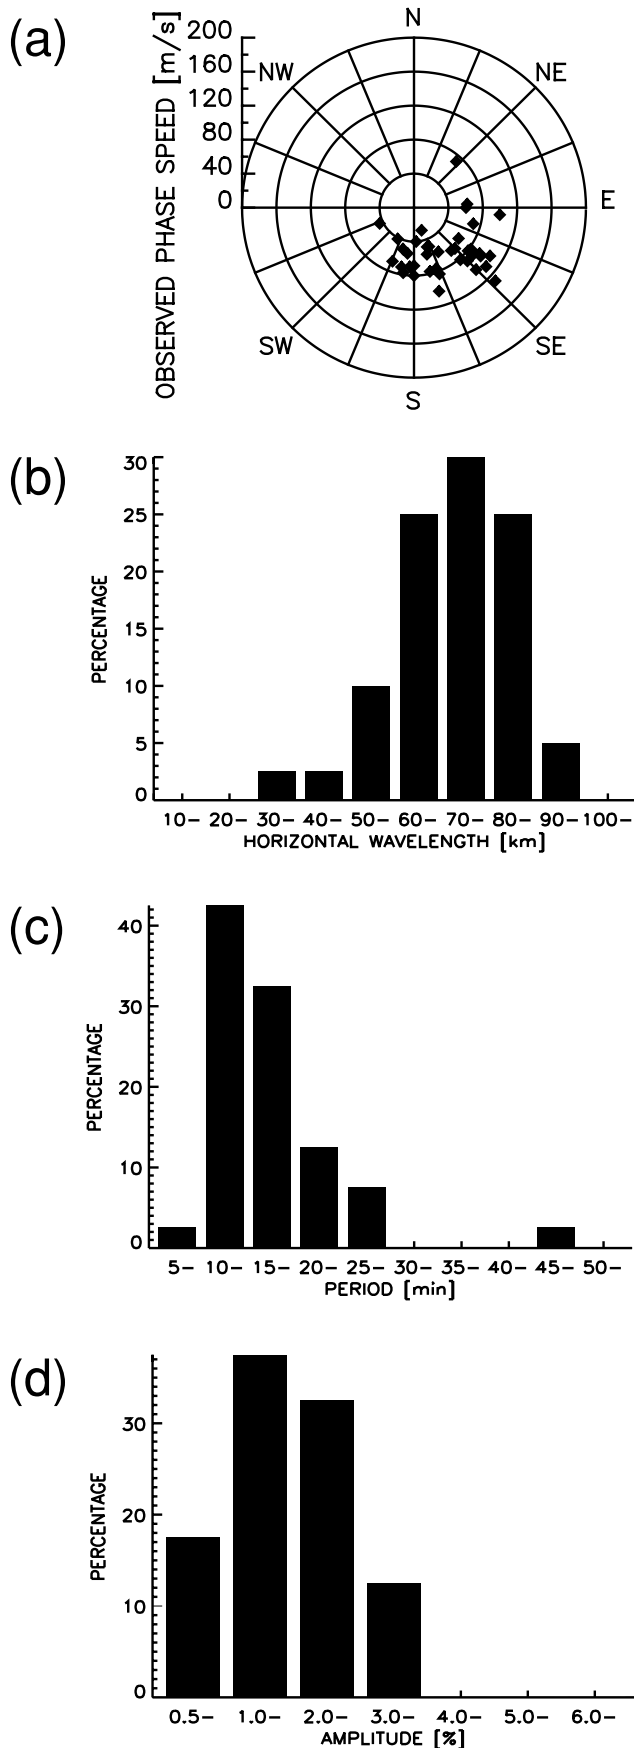 (a)
OBSERVED PHASE SPEED [m/s]
200
160
120
80
40
0
N
NE
E
SE
S
SW
NW
(b)
PERCENTAGE
30
25
20
15
10
5
0
10- 20- 30- 40- 50- 60- 70- 80- 90- 100-
HORIZONTAL WAVELENGTH [km]
(c)
PERCENTAGE
40
30
20
10
0
5- 10- 15- 20- 25- 30- 35- 40- 45- 50-
PERIOD [min]
(d)
PERCENTAGE
30
20
10
0
0.5- 1.0- 2.0- 3.0- 4.0- 5.0- 6.0-
AMPLITUDE [%]